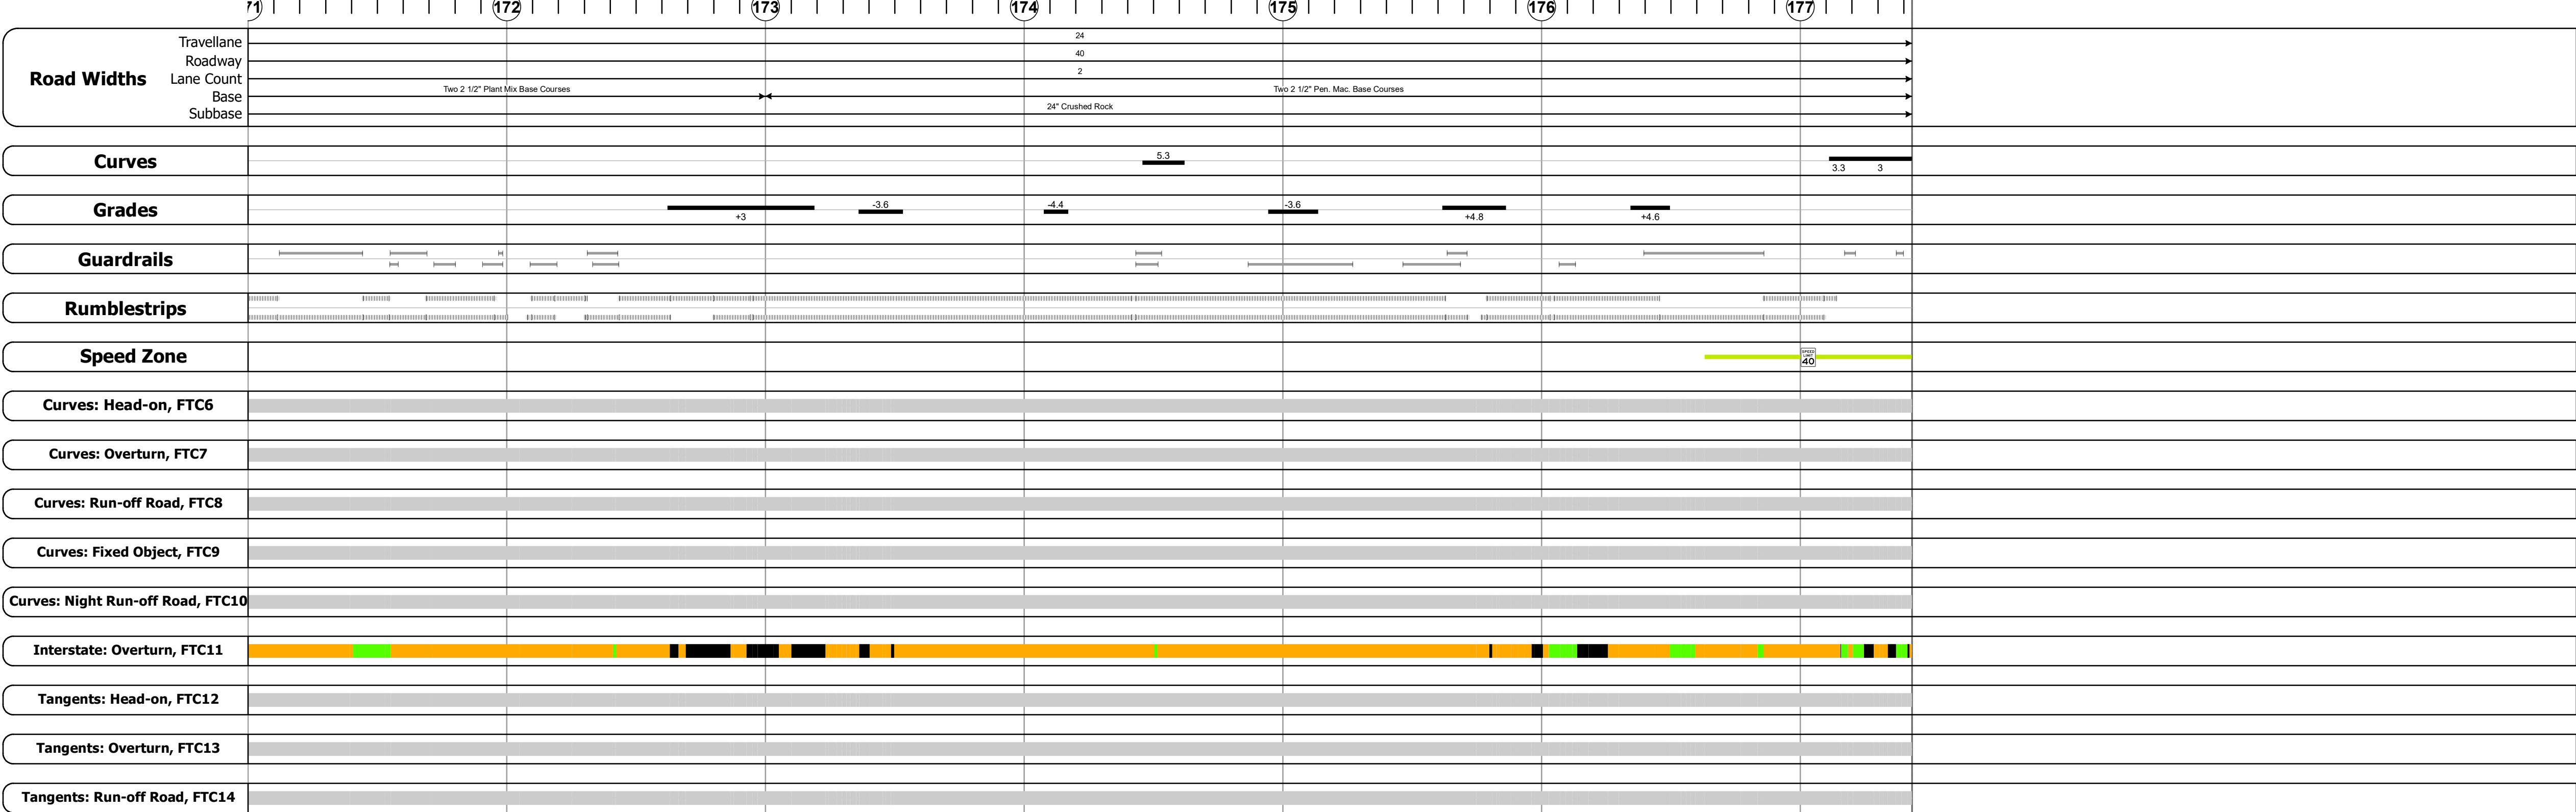 71 172 173 174 175 176 177
Travellane 24
Roadway 40
Road Widths
Lane Count 2
Base Two 2 1/2" Plant Mix Base Courses Two 2 1/2" Pen. Mac. Base Courses
Subbase 24" Crushed Rock
Curves 5.3 3.3 3
Grades +3 -3.6 -4.4 -3.6 +4.8 +4.6
Guardrails
Rumblestrips
Speed Zone SPEED LIMIT 40
Curves: Head-on, FTC6
Curves: Overturn, FTC7
Curves: Run-off Road, FTC8
Curves: Fixed Object, FTC9
Curves: Night Run-off Road, FTC10
Interstate: Overturn, FTC11
Tangents: Head-on, FTC12
Tangents: Overturn, FTC13
Tangents: Run-off Road, FTC14